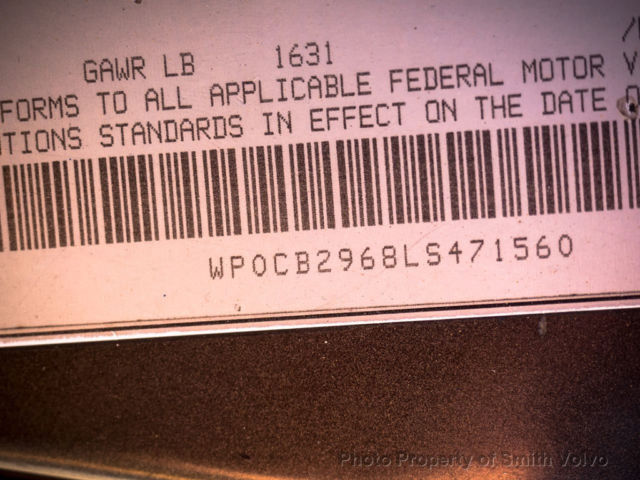 GAWR LB 1631
FORMS TO ALL APPLICABLE FEDERAL MOTOR V
TIONS STANDARDS IN EFFECT ON THE DATE O
WP0CB2968LS471560
Photo Property of Smith Volvo